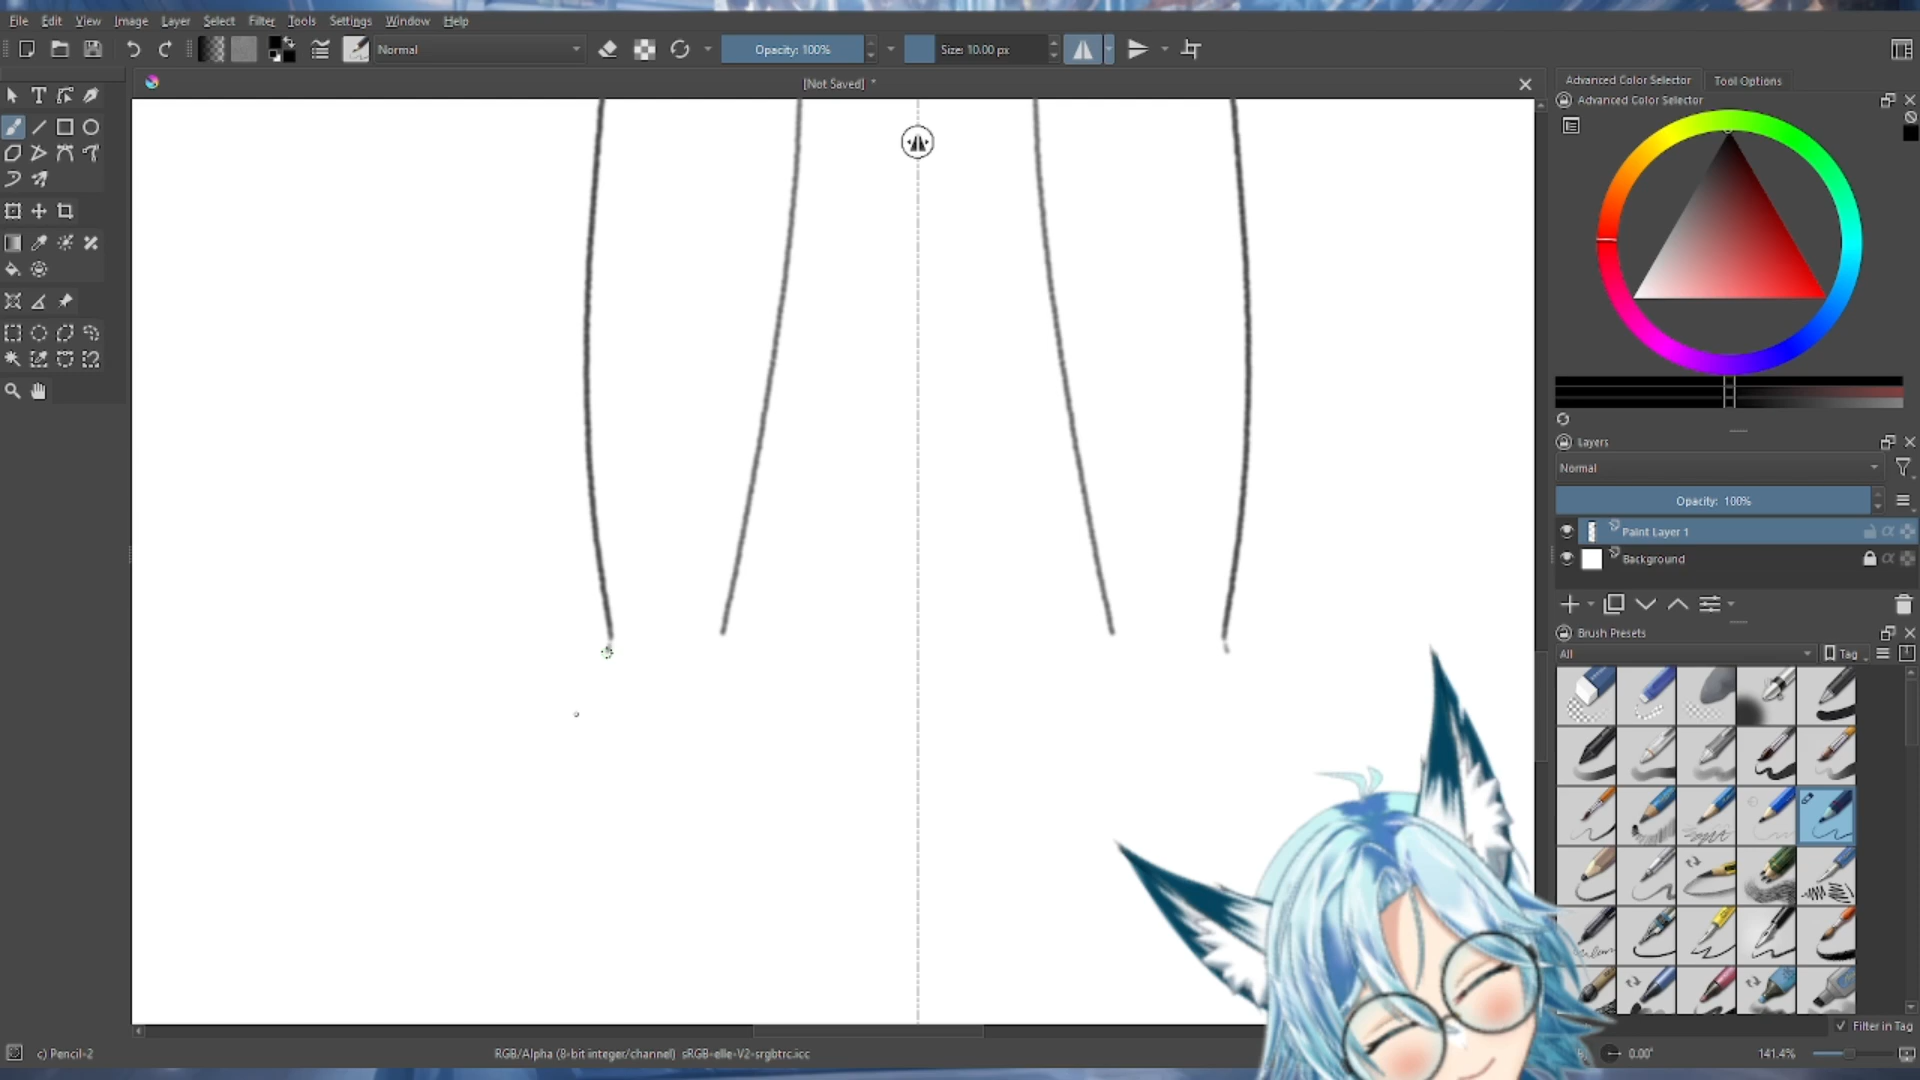 File Edit View Image Layer Select Filter Tools Settings Window Help
Normal Opacity: 100% Size: 10.00 px
[Not Saved] *
Advanced Color Selector Tool Options
Advanced Color Selector
Layers
Normal
Opacity: 100%
Paint Layer 1
Background
Brush Presets
All Tag
Filter in Tag
c) Pencil-2 RGB/Alpha (8-bit integer/channel) sRGB-elle-V2-srgbtrc.icc 0.00° 141.4%